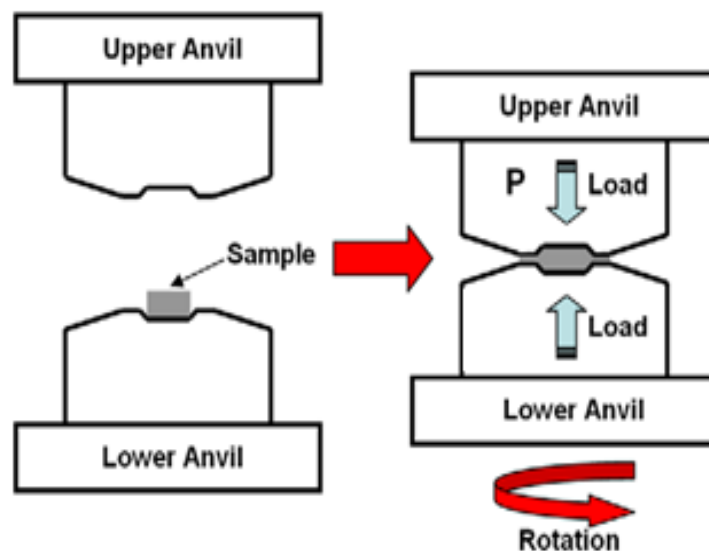 Upper Anvil
Sample
Lower Anvil
Upper Anvil
P
Load
Load
Lower Anvil
Rotation